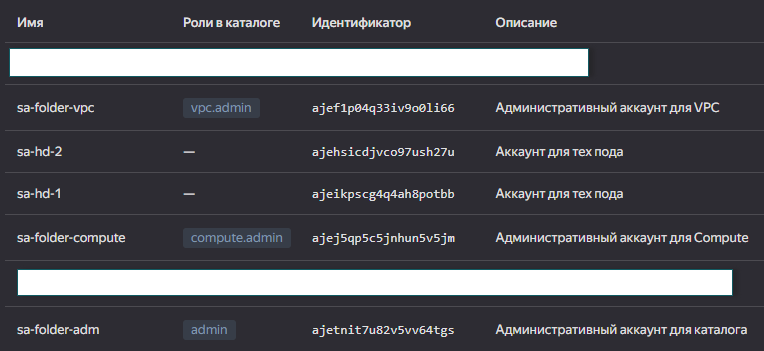 Имя Роли в каталоге Идентификатор Описание
sa-folder-vpc vpc.admin ajef1p04q33iv9o0li66 Административный аккаунт для VPC
sa-hd-2 — ajehsicdjvco97ush27u Аккаунт для тех пода
sa-hd-1 — ajeikpscg4q4ah8potbb Аккаунт для тех пода
sa-folder-compute compute.admin ajej5qp5c5jnhun5v5jm Административный аккаунт для Compute
sa-folder-adm admin ajetnit7u82v5vv64tgs Административный аккаунт для каталога